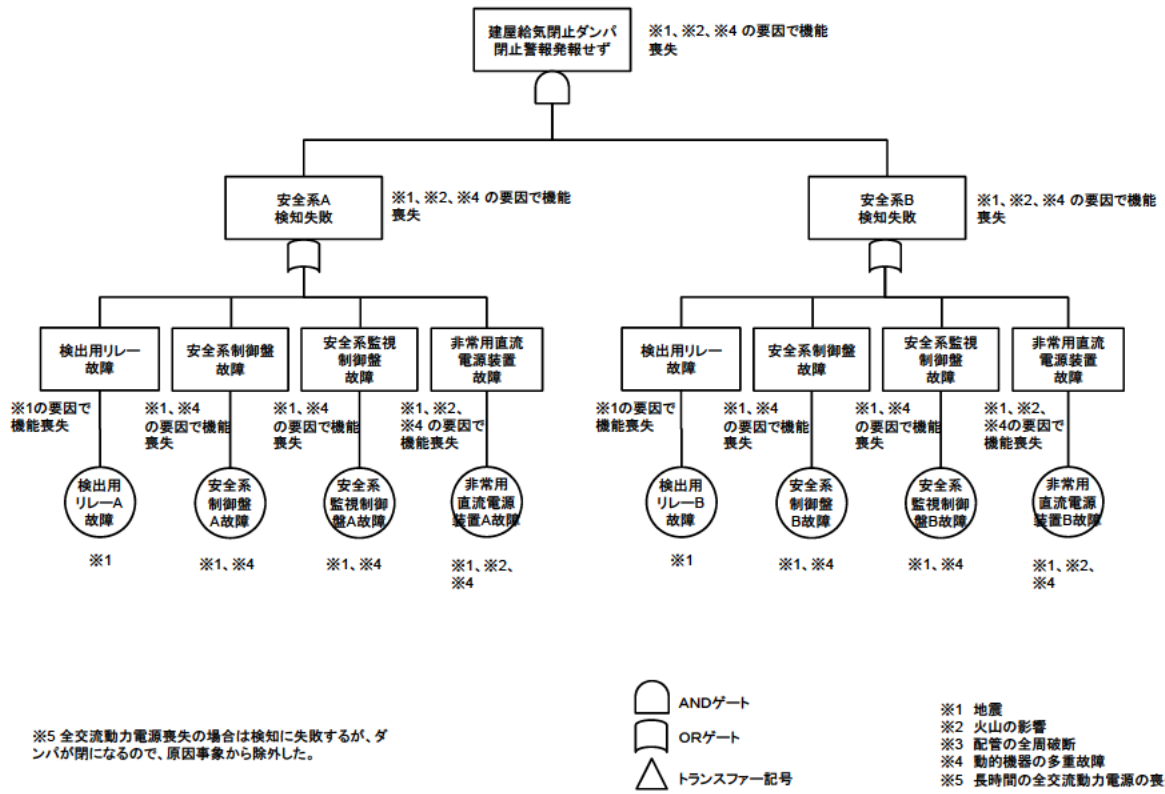 建屋給気閉止ダンパ
閉止警報発報せず
※1、※2、※4 の要因で機能
喪失
安全系A
検知失敗
※1、※2、※4 の要因で機能
喪失
安全系B
検知失敗
※1、※2、※4 の要因で機能
喪失
検出用リレー
故障
安全系制御盤
故障
安全系監視
制御盤
故障
非常用直流
電源装置
故障
検出用リレー
故障
安全系制御盤
故障
安全系監視
制御盤
故障
非常用直流
電源装置
故障
※1の要因で
機能喪失
※1、※4
の要因で機能
喪失
※1、※4
の要因で機能
喪失
※1、※2、
※4 の要因で
機能喪失
※1の要因で
機能喪失
※1、※4
の要因で機能
喪失
※1、※4
の要因で機能
喪失
※1、※2、
※4の要因で
機能喪失
検出用
リレーA
故障
安全系
制御盤
A故障
安全系
監視制御
盤A故障
非常用
直流電源
装置A故障
検出用
リレーB
故障
安全系
制御盤
B故障
安全系
監視制御
盤B故障
非常用
直流電源
装置B故障
※1
※1、※4
※1、※4
※1、※2、
※4
※1
※1、※4
※1、※4
※1、※2、
※4
※5 全交流動力電源喪失の場合は検知に失敗するが、ダ
ンパが閉になるので、原因事象から除外した。
ANDゲート
ORゲート
トランスファー記号
※1 地震
※2 火山の影響
※3 配管の全周破断
※4 動的機器の多重故障
※5 長時間の全交流動力電源の喪